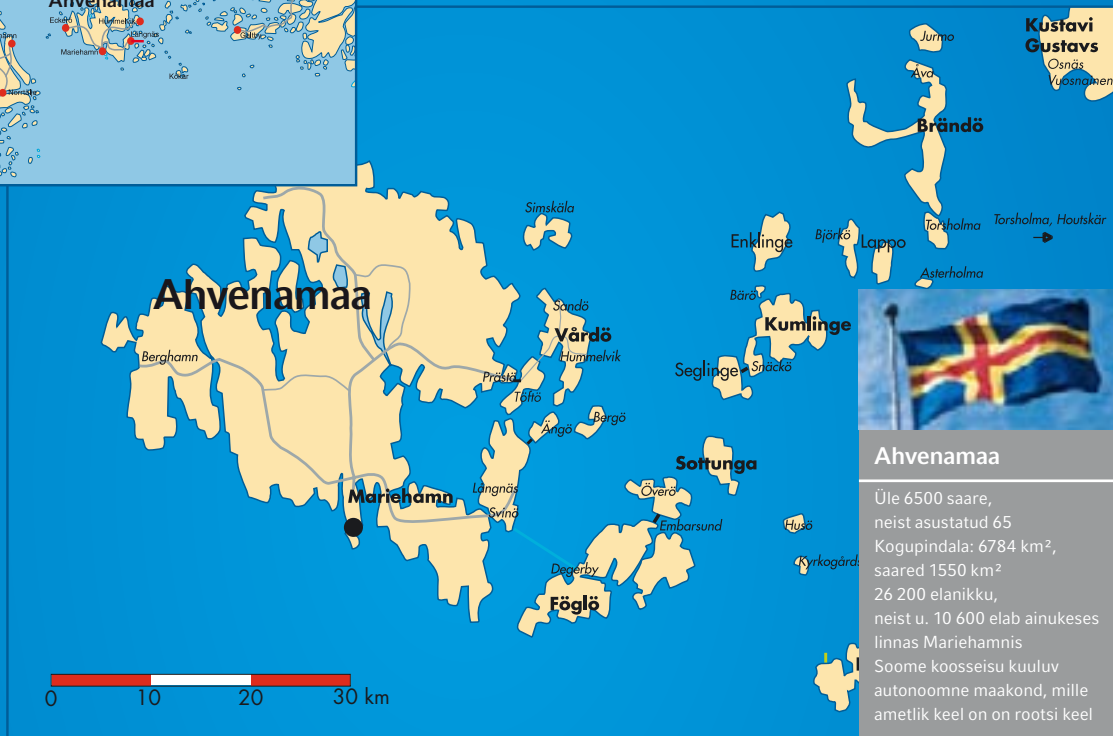 Ahvenamaa
Eckerö
Hummelvik
Långnäs
Mariehamn
Kökar
Jurmo
Åva
Brändö
Kustavi
Gustavs
Osnäs
Vuosnainen
Simskäla
Enklinge
Björkö
Lappo
Torsholma
Torsholma, Houtskär
Asterholma
Ahvenamaa
Bärö
Sandö
Vårdö
Kumlinge
Hummelvik
Berghamn
Seglinge
Snäckö
Prästö
Töftö
Bergö
Ängö
Sottunga
Mariehamn
Långnäs
Överö
Svinö
Embarsund
Husö
Degerby
Föglö
0 10 20 30 km
Ahvenamaa
Üle 6500 saare,
neist asustatud 65
Kogupindala: 6784 km²,
saared 1550 km²
26 200 elanikku,
neist u. 10 600 elab ainukeses
linnas Mariehamnis
Soome koosseisu kuuluv
autonoomne maakond, mille
ametlik keel on on rootsi keel